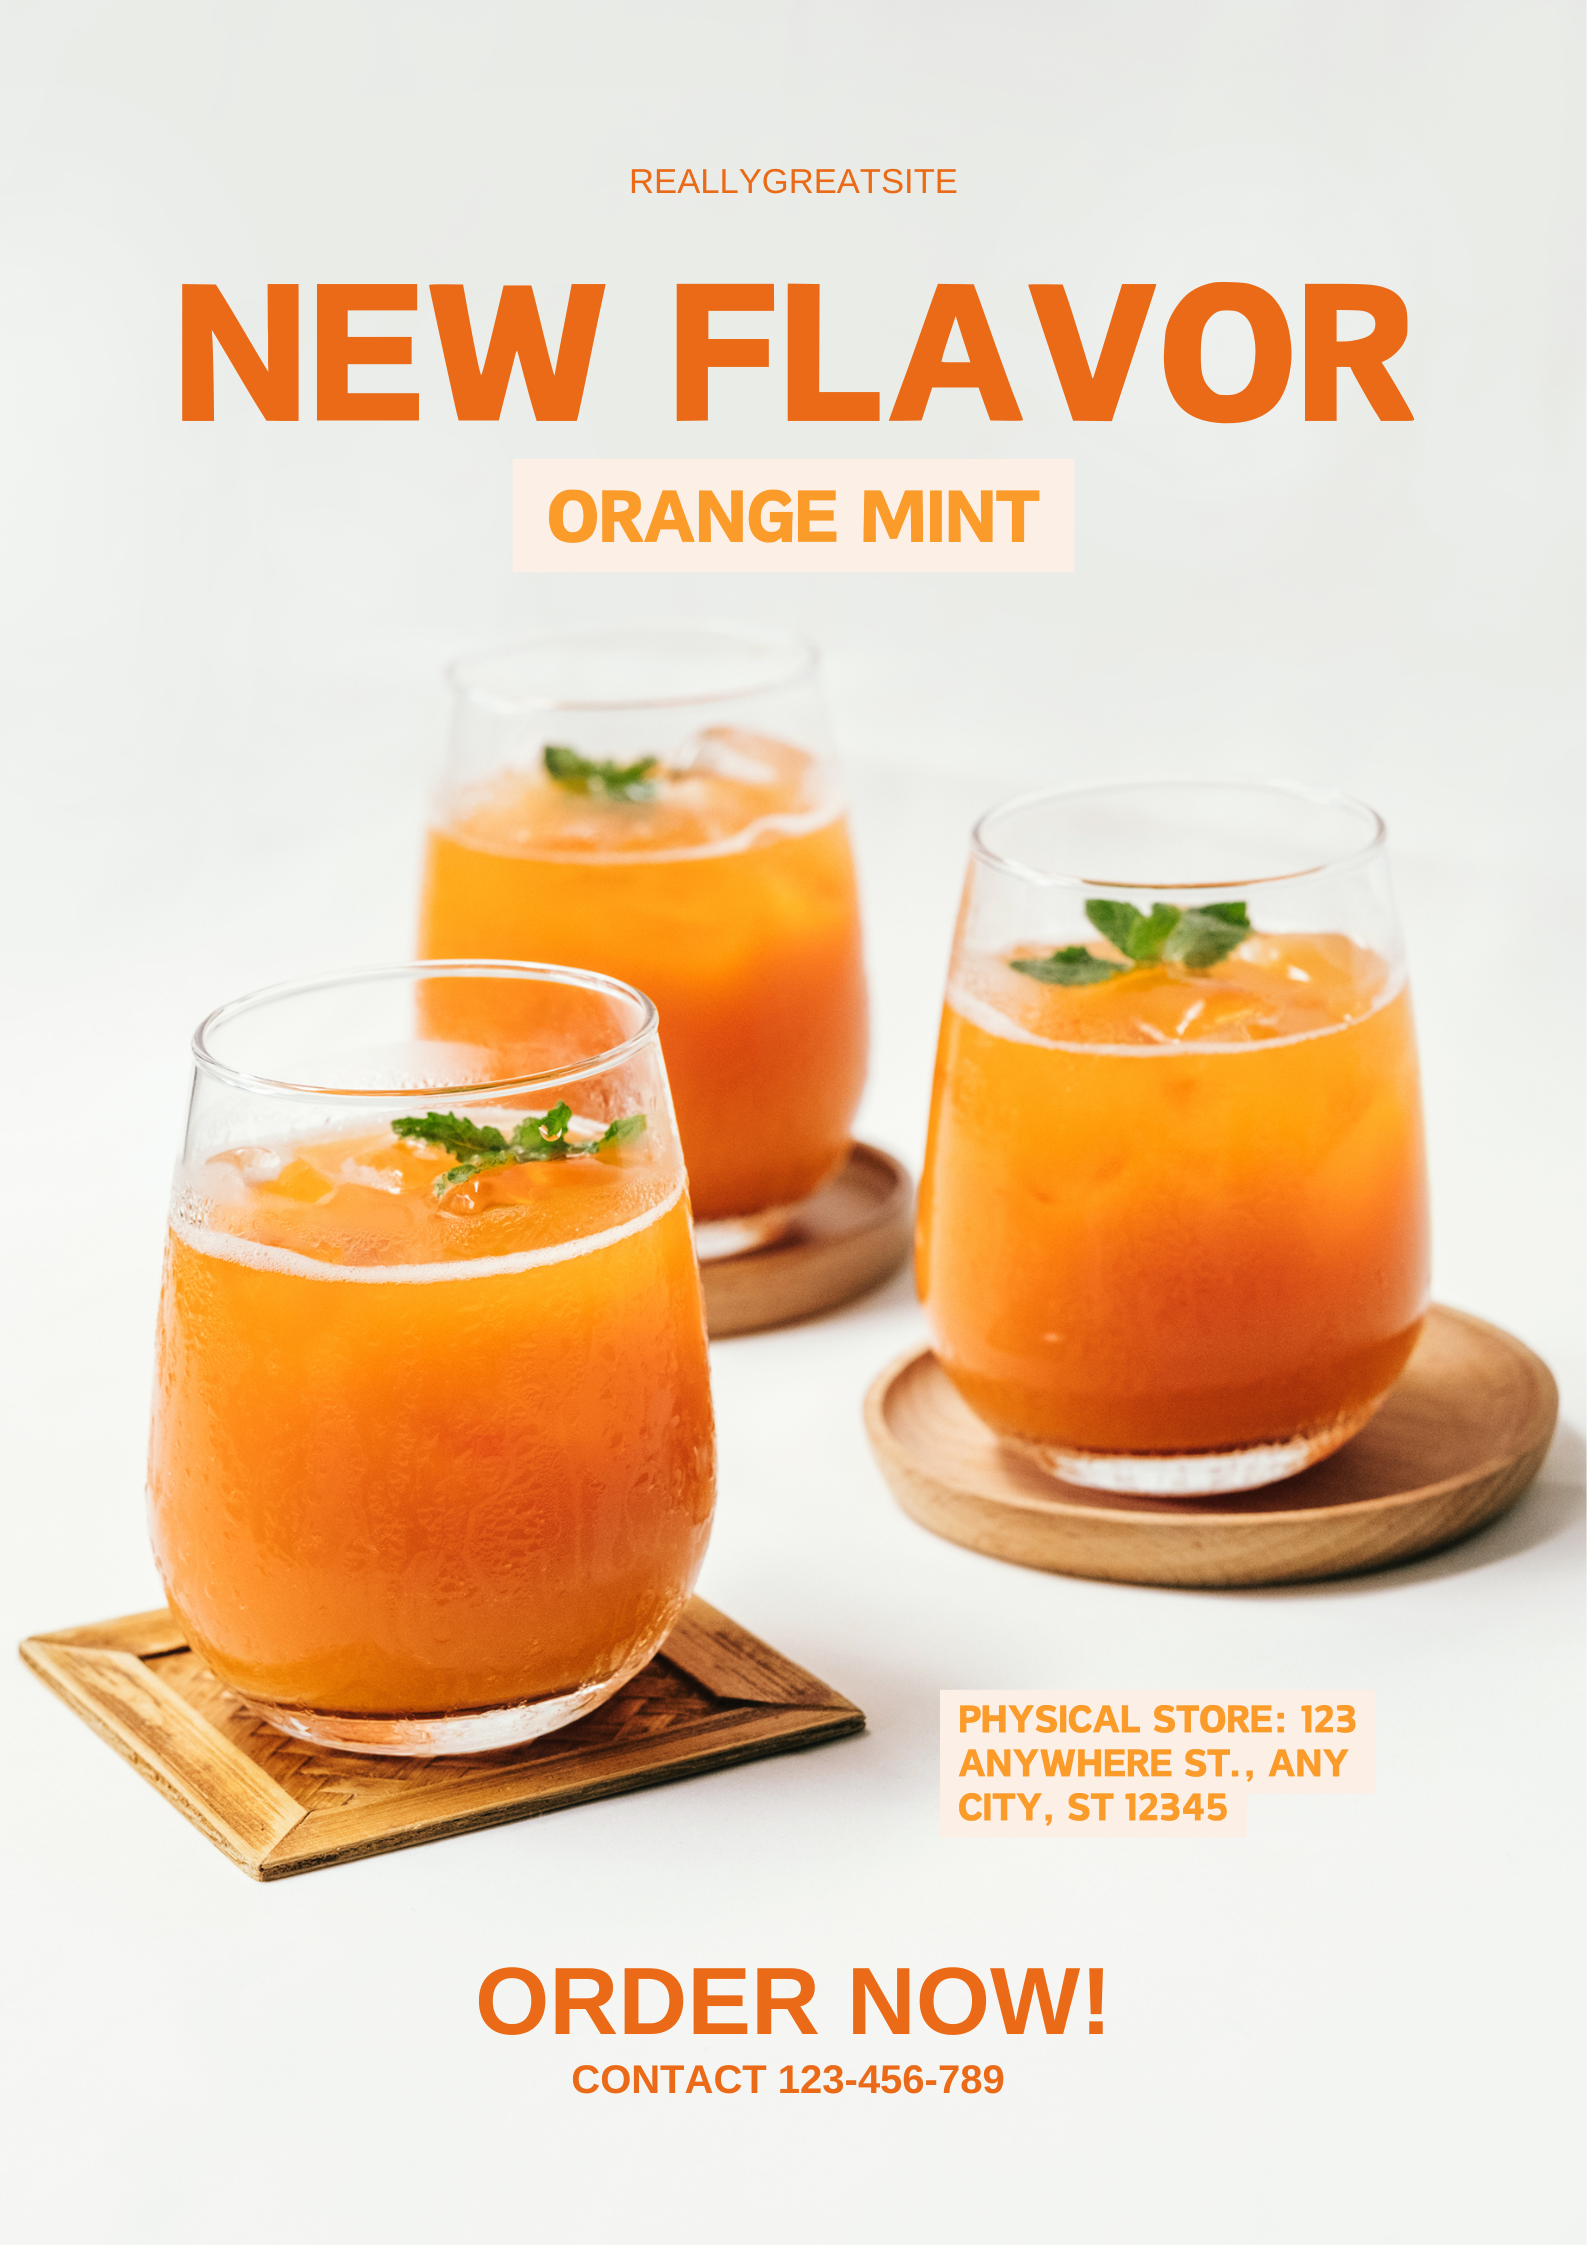 REALLYGREATSITE
NEW FLAVOR
ORANGE MINT
PHYSICAL STORE: 123
ANYWHERE ST., ANY
CITY, ST 12345
ORDER NOW!
CONTACT 123-456-789